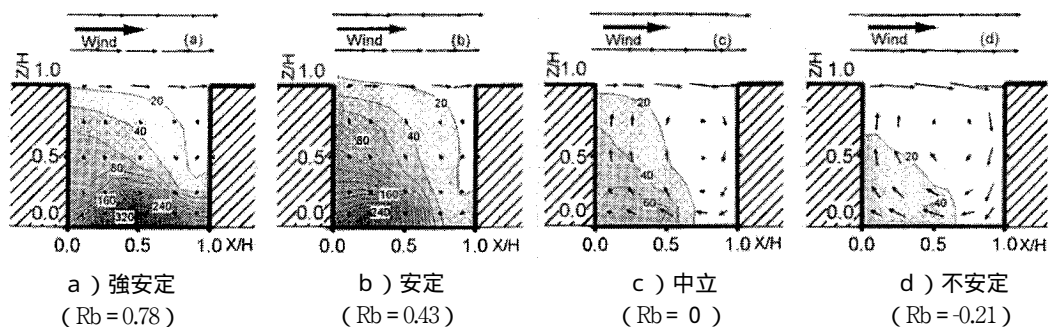 Wind (a)
Z/H
1.0
20
40
0.5
80
160 240
320
0.0
0.0 0.5 1.0 X/H
a）強安定
（Rb=0.78）
Wind (b)
Z/H
1.0
20
40
0.5
80
160
240
0.0
0.0 0.5 1.0 X/H
b）安定
（Rb=0.43）
Wind (c)
Z/H
1.0
20
0.5
40
60
0.0
0.0 0.5 1.0 X/H
c）中立
（Rb= 0）
Wind (d)
Z/H
1.0
0.5
20
40
0.0
0.0 0.5 1.0 X/H
d）不安定
（Rb=-0.21）